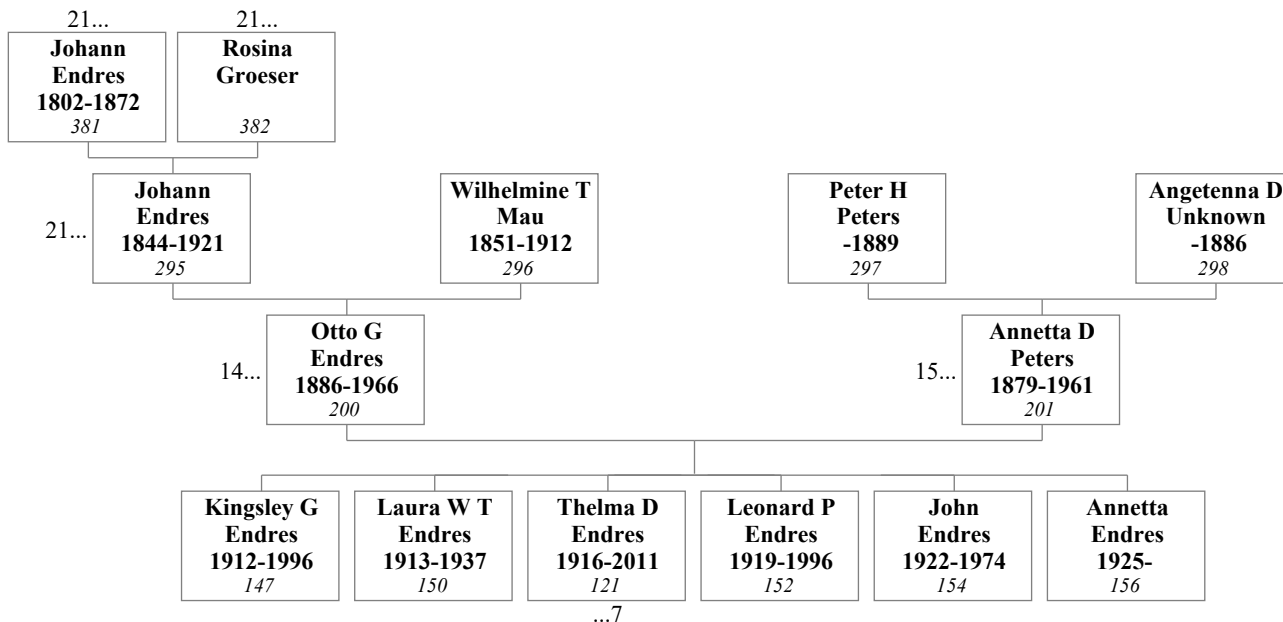 21...
21...
Johann
Endres
1802-1872
381
Rosina
Groeser
382
21...
Johann
Endres
1844-1921
295
Wilhelmine T
Mau
1851-1912
296
Peter H
Peters
-1889
297
Angetenna D
Unknown
-1886
298
14...
Otto G
Endres
1886-1966
200
15...
Annetta D
Peters
1879-1961
201
Kingsley G
Endres
1912-1996
147
Laura W T
Endres
1913-1937
150
Thelma D
Endres
1916-2011
121
Leonard P
Endres
1919-1996
152
John
Endres
1922-1974
154
Annetta
Endres
1925-
156
...7